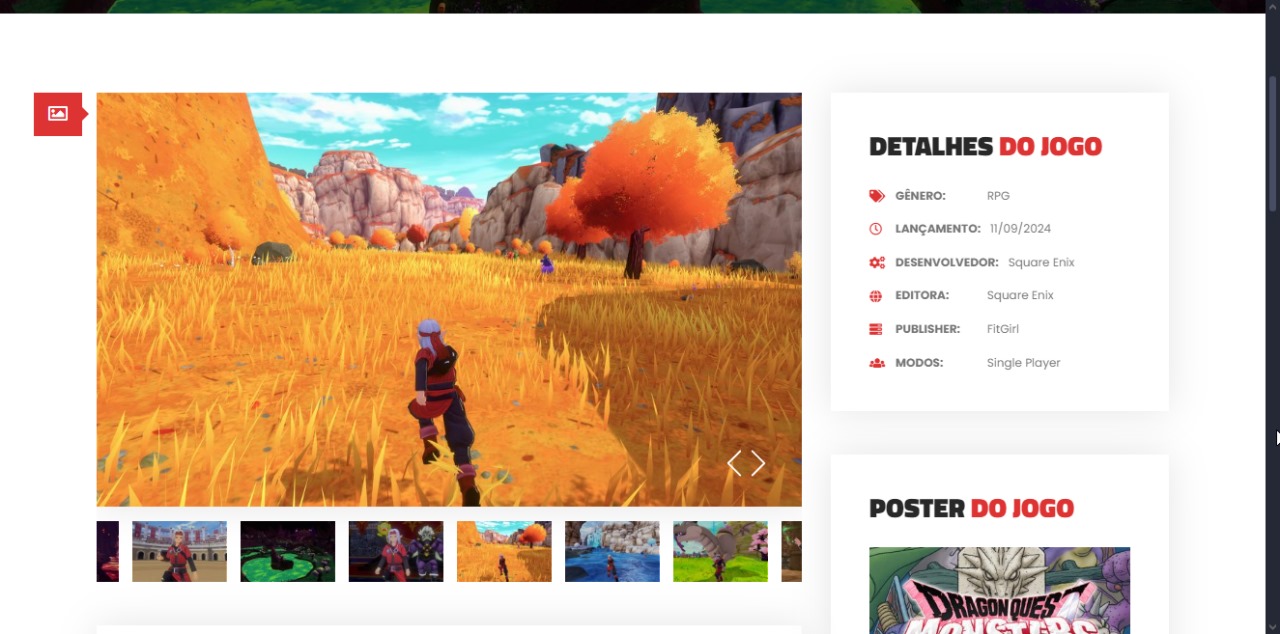 DETALHES DO JOGO
GÊNERO: RPG
LANÇAMENTO: 11/09/2024
DESENVOLVEDOR: Square Enix
EDITORA: Square Enix
PUBLISHER: FitGirl
MODOS: Single Player
POSTER DO JOGO
DRAGON QUEST
MONSTERS